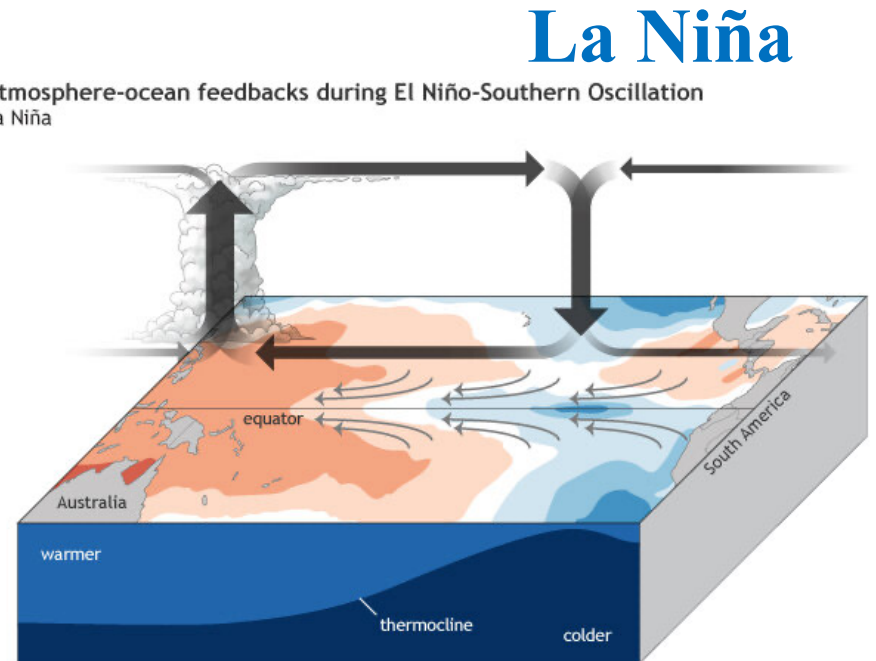 La Niña
tmosphere-ocean feedbacks during El Niño-Southern Oscillation
a Niña
equator
South America
Australia
warmer
thermocline
colder